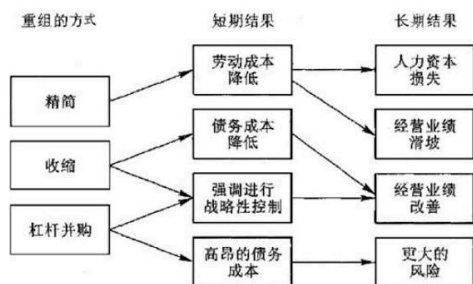 重组的方式
短期结果
长期结果
精简
收缩
杠杆并购
劳动成本
降低
债务成本
降低
强调进行
战略性控制
高昂的债务
成本
人力资本
损失
经营业绩
滑坡
经营业绩
改善
更大的
风险